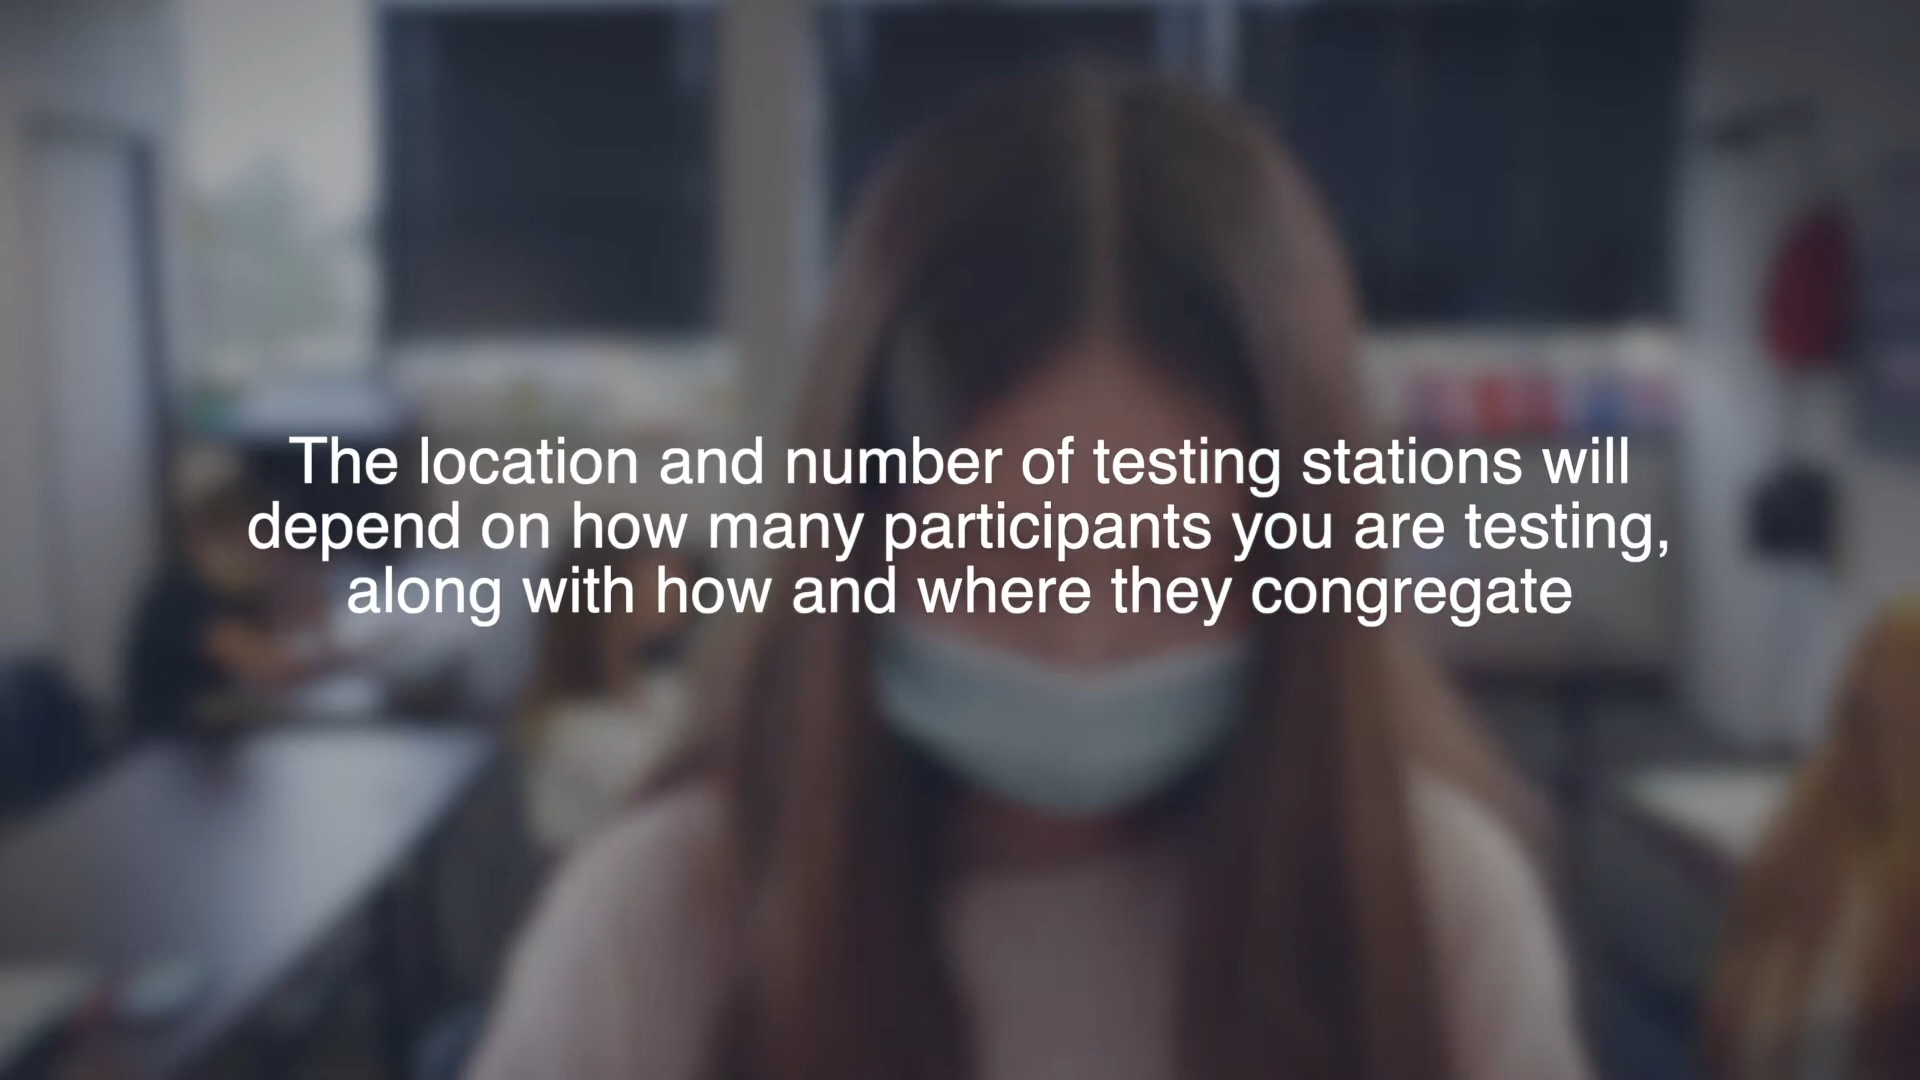 The location and number of testing stations will
depend on how many participants you are testing,
along with how and where they congregate